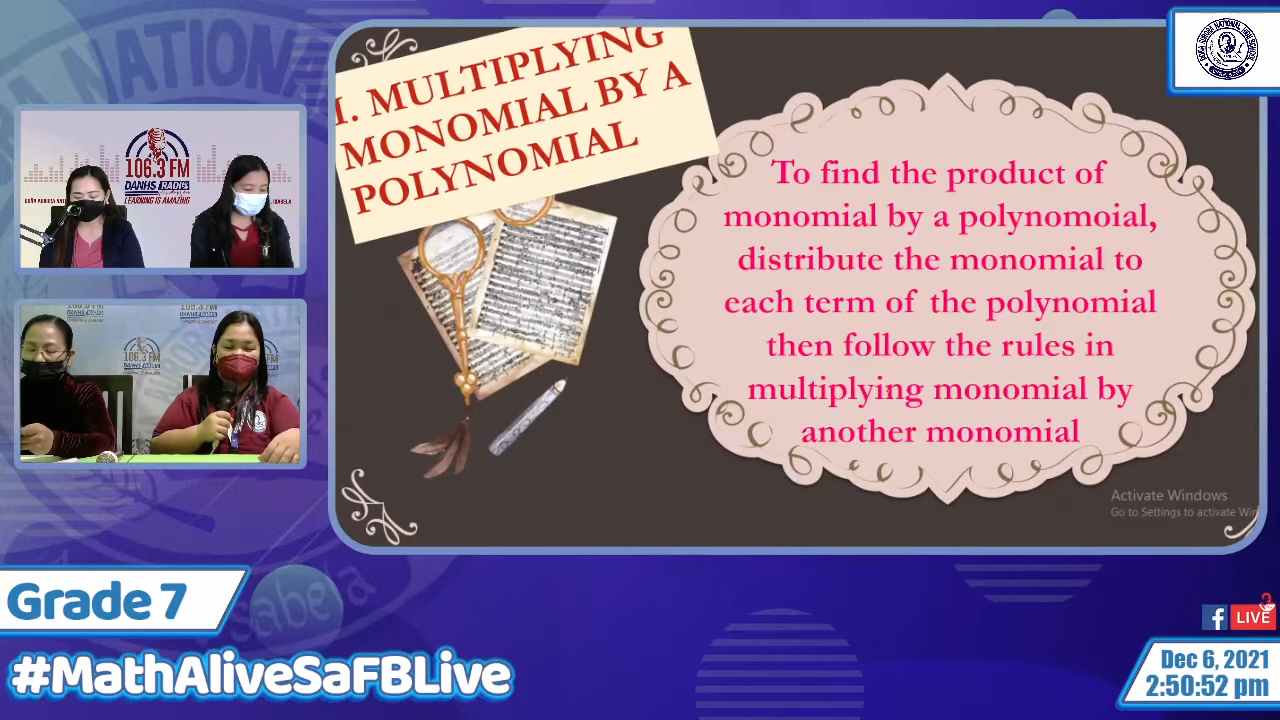 I. MULTIPLYING
MONOMIAL BY A
POLYNOMIAL
To find the product of
monomial by a polynomoial,
distribute the monomial to
each term of the polynomial
then follow the rules in
multiplying monomial by
another monomial
Activate Windows
Go to Settings to activate Win
106.3 FM
DANHS RADIO
LEARNING IS AMAZING
106.3 FM
Grade 7
#MathAliveSaFBLive
f LIVE
Dec 6, 2021
2:50:52 pm